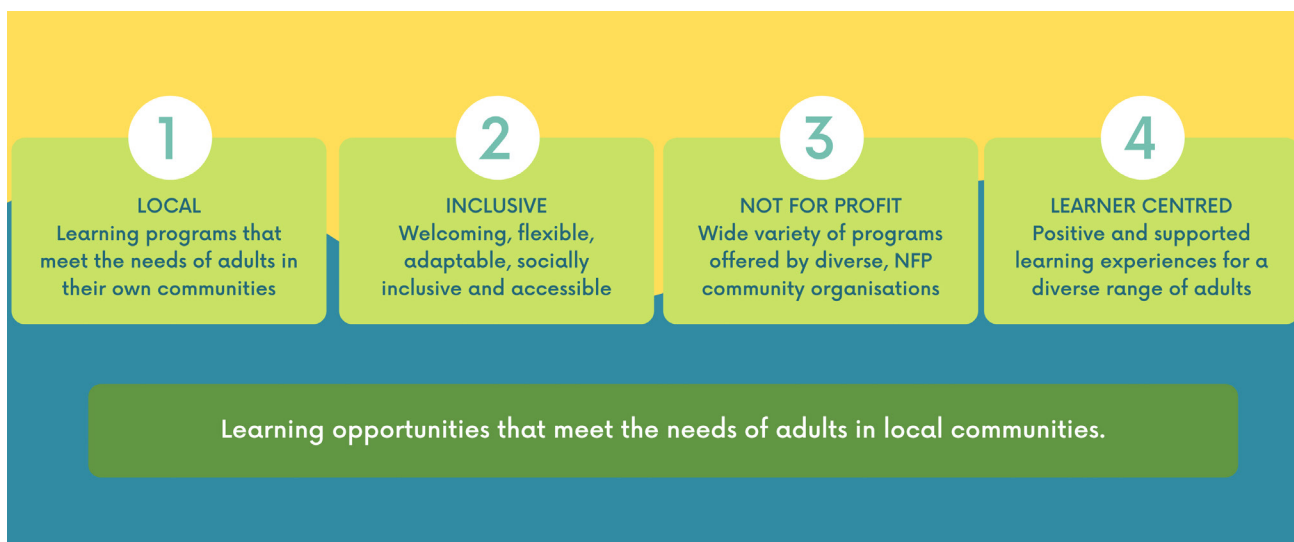 1
LOCAL
Learning programs that
meet the needs of adults in
their own communities
2
INCLUSIVE
Welcoming, flexible,
adaptable, socially
inclusive and accessible
3
NOT FOR PROFIT
Wide variety of programs
offered by diverse, NFP
community organisations
4
LEARNER CENTRED
Positive and supported
learning experiences for a
diverse range of adults
Learning opportunities that meet the needs of adults in local communities.